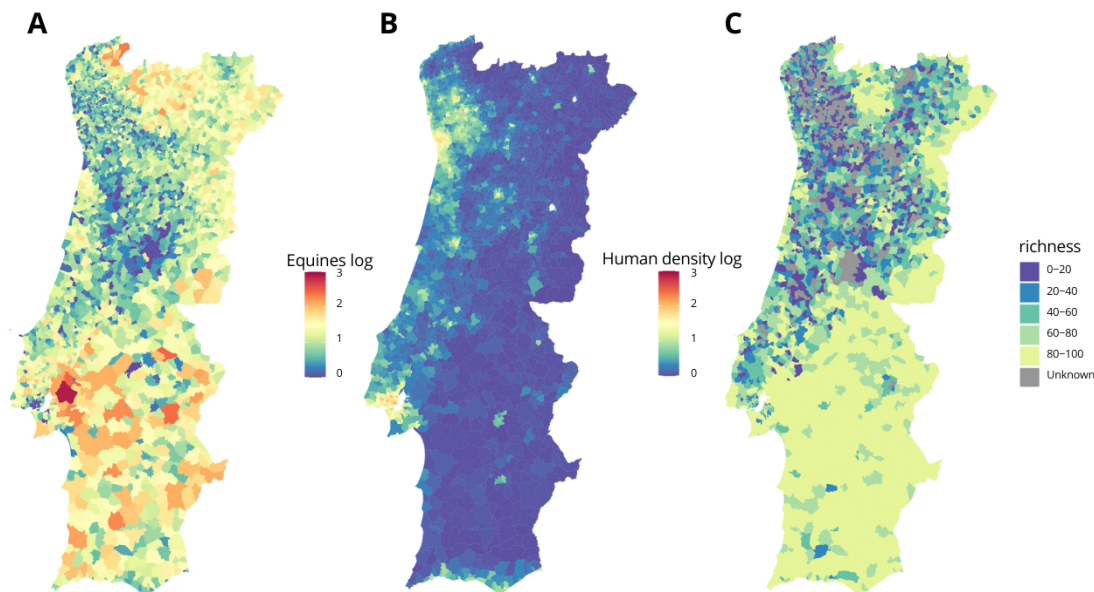 A
B
C
Equines log
3
2
1
0
Human density log
3
2
1
0
richness
0–20
20–40
40–60
60–80
80–100
Unknown